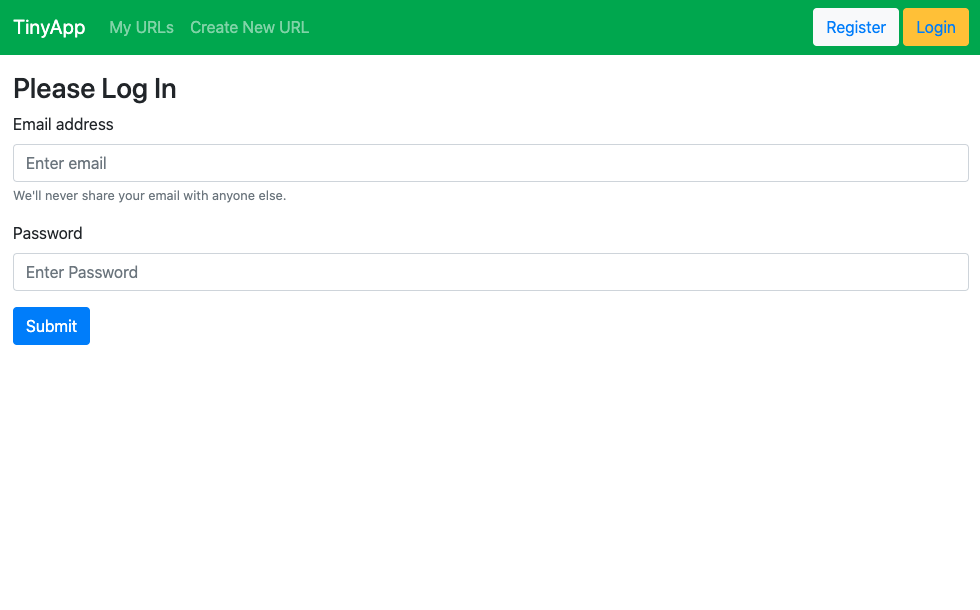 TinyApp My URLs Create New URL Register Login
Please Log In
Email address
Enter email
We'll never share your email with anyone else.
Password
Enter Password
Submit